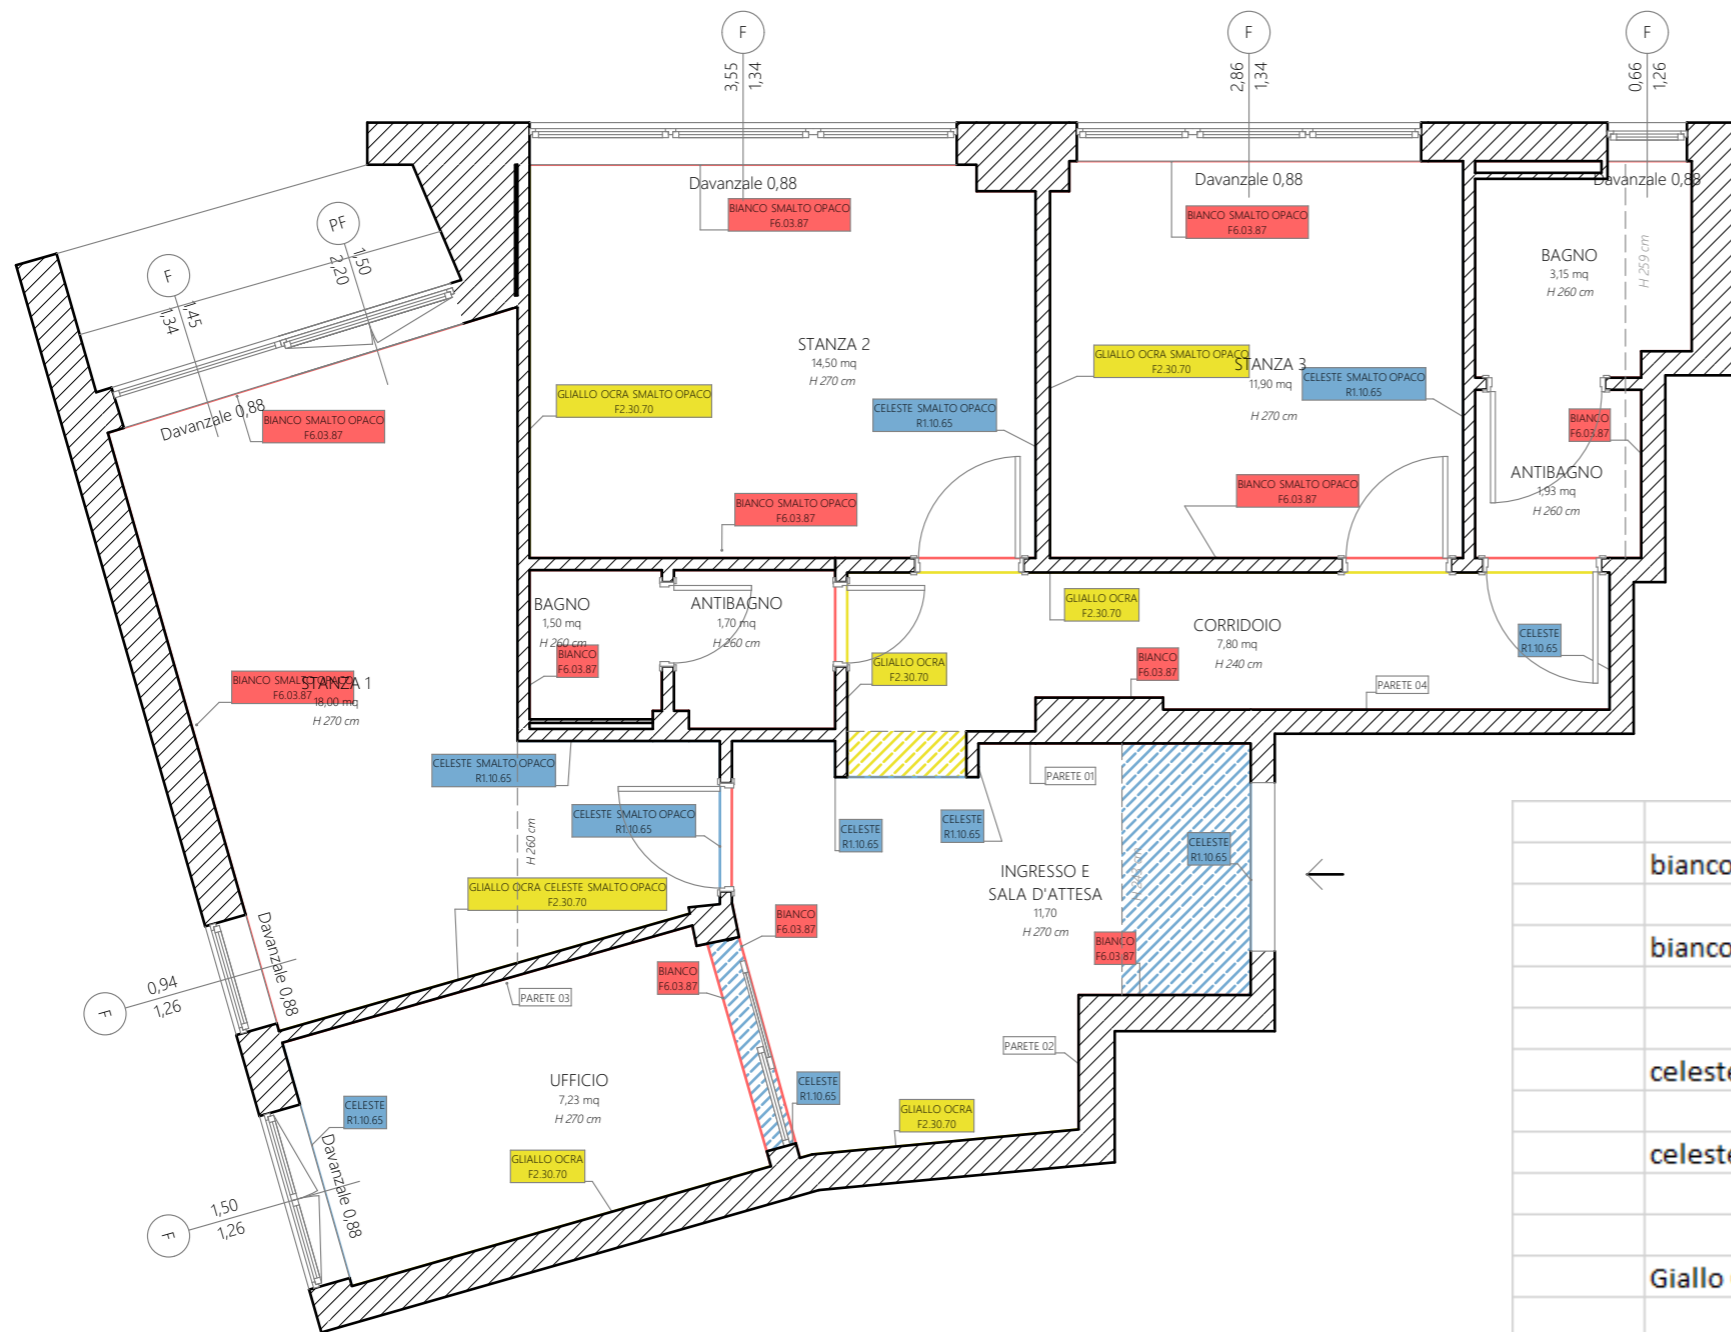 F
3,55
1,34
F
2,86
1,34
F
0,66
1,26
Davanzale 0,88
BIANCO SMALTO OPACO
F6.03.87
Davanzale 0,88
BIANCO SMALTO OPACO
F6.03.87
Davanzale 0,88
PF
1,50
2,20
F
1,45
1,34
BAGNO
3,15 mq
H 260 cm
H 259 cm
STANZA 2
14,50 mq
H 270 cm
GLIALLO OCRA SMALTO OPACO
F2.30.70
STANZA 3
11,90 mq
H 270 cm
CELESTE SMALTO OPACO
R1.10.65
GLIALLO OCRA SMALTO OPACO
F2.30.70
CELESTE SMALTO OPACO
R1.10.65
Davanzale 0,88
BIANCO SMALTO OPACO
F6.03.87
BIANCO
F6.03.87
ANTIBAGNO
1,93 mq
H 260 cm
BIANCO SMALTO OPACO
F6.03.87
BIANCO SMALTO OPACO
F6.03.87
BAGNO
1,50 mq
H 260 cm
BIANCO
F6.03.87
ANTIBAGNO
1,70 mq
H 260 cm
GLIALLO OCRA
F2.30.70
CORRIDOIO
7,80 mq
H 240 cm
CELESTE
R1.10.65
GLIALLO OCRA
F2.30.70
BIANCO
F6.03.87
PARETE 04
BIANCO SMALTO OPACO
F6.03.87
STANZA 1
18,00 mq
H 270 cm
CELESTE SMALTO OPACO
R1.10.65
PARETE 01
CELESTE SMALTO OPACO
R1.10.65
H 260 cm
CELESTE
R1.10.65
CELESTE
R1.10.65
CELESTE
R1.10.65
INGRESSO E
SALA D'ATTESA
11,70
H 270 cm
GLIALLO OCRA CELESTE SMALTO OPACO
F2.30.70
BIANCO
F6.03.87
BIANCO
F6.03.87
BIANCO
F6.03.87
PARETE 03
Davanzale 0,88
F
0,94
1,26
PARETE 02
UFFICIO
7,23 mq
H 270 cm
CELESTE
R1.10.65
CELESTE
R1.10.65
GLIALLO OCRA
F2.30.70
GLIALLO OCRA
F2.30.70
Davanzale 0,88
F
1,50
1,26
bianco
bianco
celeste
celeste
Giallo